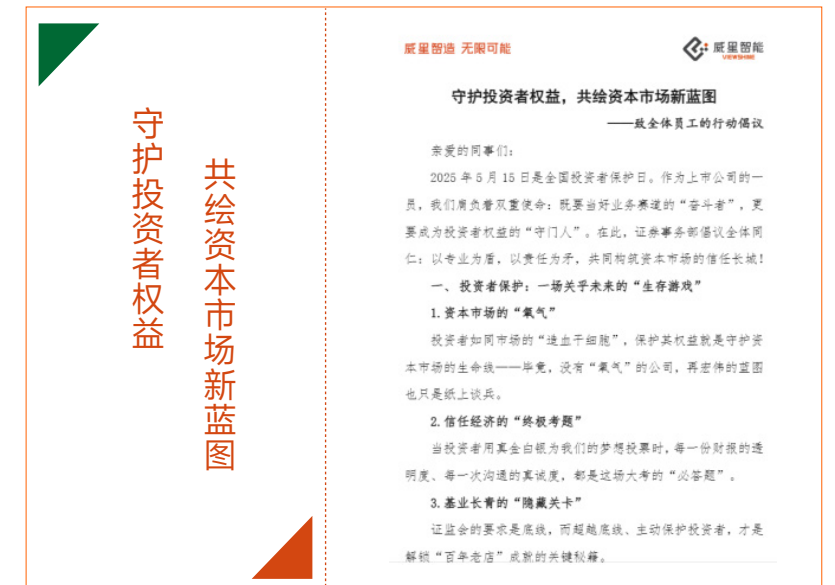 守护投资者权益
共绘资本市场新蓝图
威星智造 无限可能
威星智能
VIEWSHINE
守护投资者权益，共绘资本市场新蓝图
——致全体员工的行动倡议
亲爱的同事们：
2025 年 5 月 15 日是全国投资者保护日。作为上市公司的一
员，我们肩负着双重使命：既要当好业务赛道的“奋斗者”，更
要成为投资者权益的“守门人”。在此，证券事务部倡议全体同
仁：以专业为盾，以责任为矛，共同构筑资本市场的信任长城！
一、 投资者保护：一场关乎未来的“生存游戏”
1.资本市场的“氧气”
投资者如同市场的“造血干细胞”，保护其权益就是守护资
本市场的生命线——毕竟，没有“氧气”的公司，再宏伟的蓝图
也只是纸上谈兵。
2.信任经济的“终极考题”
当投资者用真金白银为我们的梦想投票时，每一份财报的透
明度、每一次沟通的真诚度，都是这场大考的“必答题”。
3.基业长青的“隐藏关卡”
证监会的要求是底线，而超越底线、主动保护投资者，才是
解锁“百年老店”成就的关键秘籍。